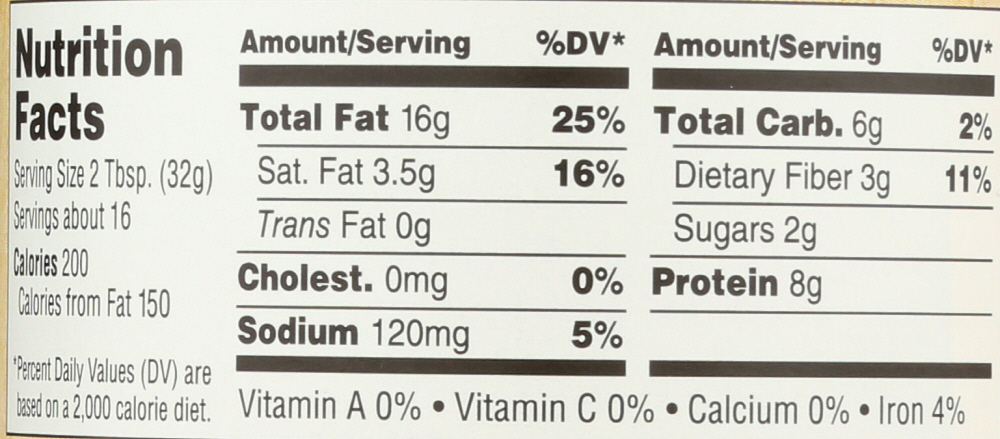 Nutrition
Facts
Serving Size 2 Tbsp. (32g)
Servings about 16
Calories 200
Calories from Fat 150
*Percent Daily Values (DV) are
based on a 2,000 calorie diet.
Amount/Serving %DV*
Total Fat 16g 25%
Sat. Fat 3.5g 16%
Trans Fat 0g
Cholest. 0mg 0%
Sodium 120mg 5%
Amount/Serving %DV*
Total Carb. 6g 2%
Dietary Fiber 3g 11%
Sugars 2g
Protein 8g
Vitamin A 0% • Vitamin C 0% • Calcium 0% • Iron 4%